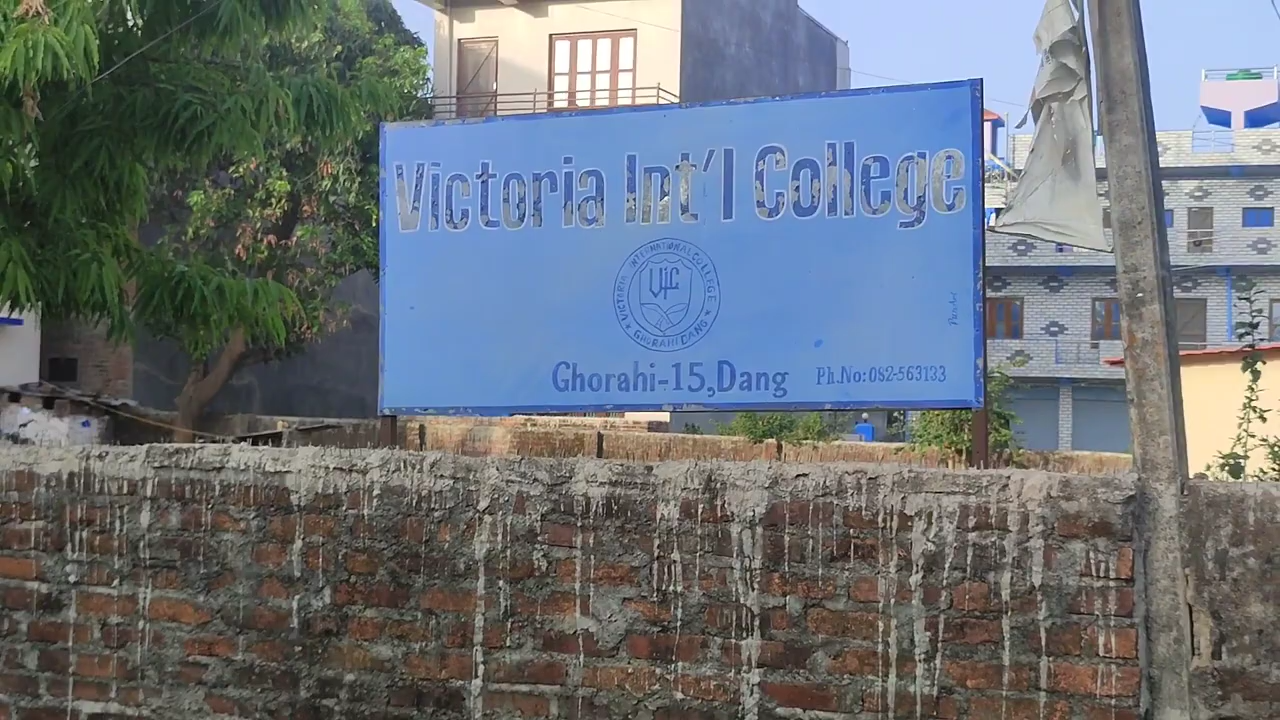 Victoria Int'l College
VICTORIA INTERNATIONAL COLLEGE
VIC
GHORAHI DANG
Ghorahi-15,Dang
Ph.No:082-563133